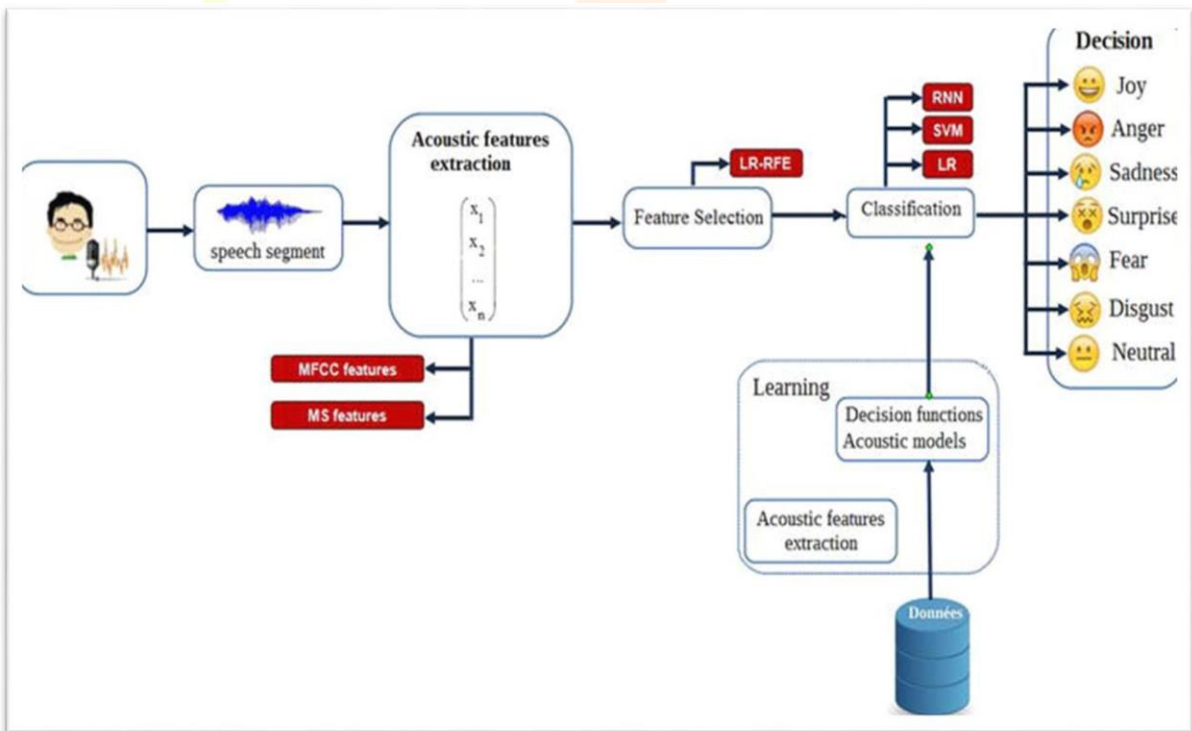 Decision
Joy
Anger
Sadness
Surprise
Fear
Disgust
Neutral
RNN
SVM
LR
LR-RFE
Acoustic features
extraction
x1
x2
...
xn
speech segment
Feature Selection
Classification
MFCC features
MS features
Learning
Decision functions
Acoustic models
Acoustic features
extraction
Données